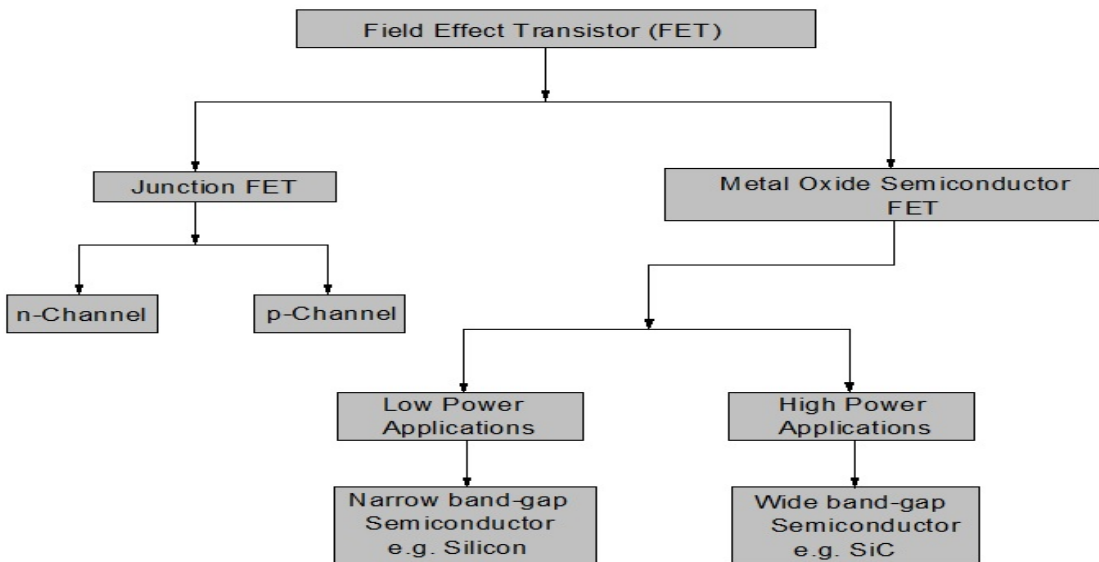 Field Effect Transistor (FET)
Junction FET
Metal Oxide Semiconductor
FET
n-Channel
p-Channel
Low Power
Applications
High Power
Applications
Narrow band-gap
Semiconductor
e.g. Silicon
Wide band-gap
Semiconductor
e.g. SiC